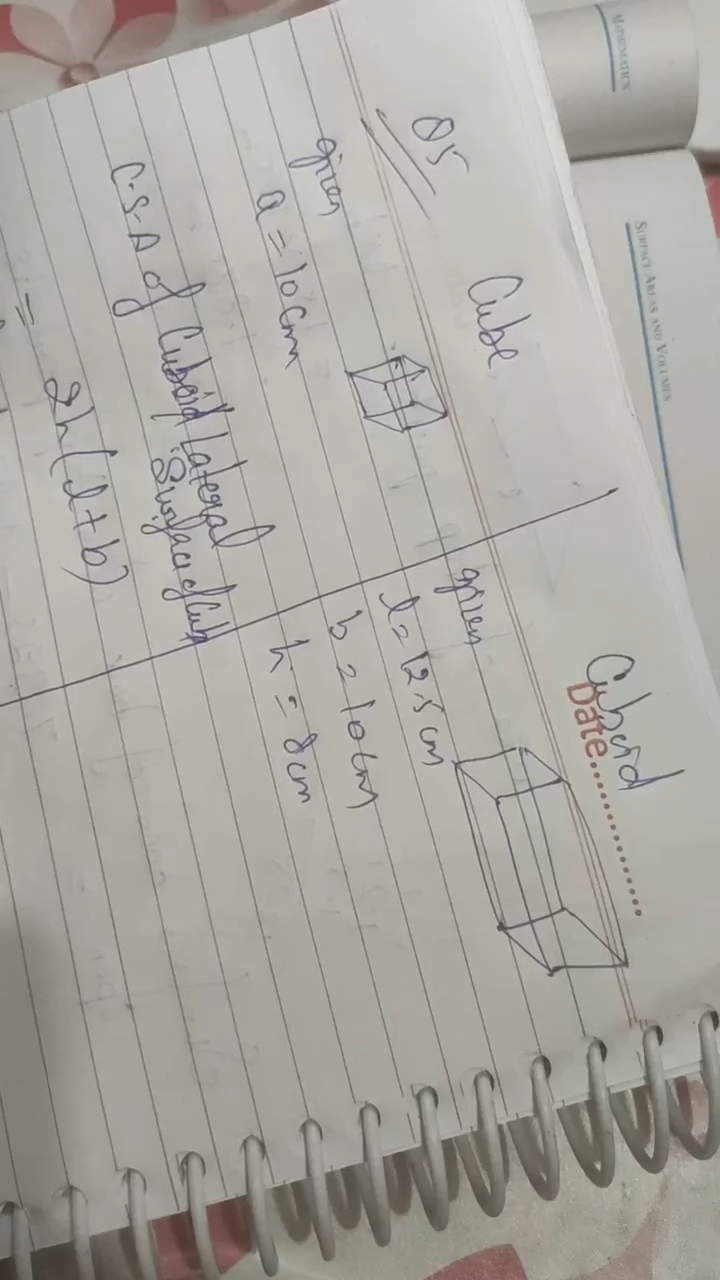 MATHEMATICS
SURFACE AREAS AND VOLUMES
Q5
Cube
given
a = 10 cm
C.S.A of Cuboid/Lateral
Surface of Cube
= 2h(l+b)
Cuboid
Date..............
given
l = 12.5 cm
b = 10 cm
h = 8 cm